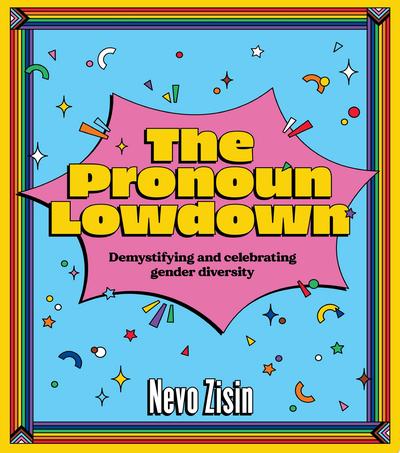 The
Pronoun
Lowdown
Demystifying and celebrating
gender diversity
Nevo Zisin